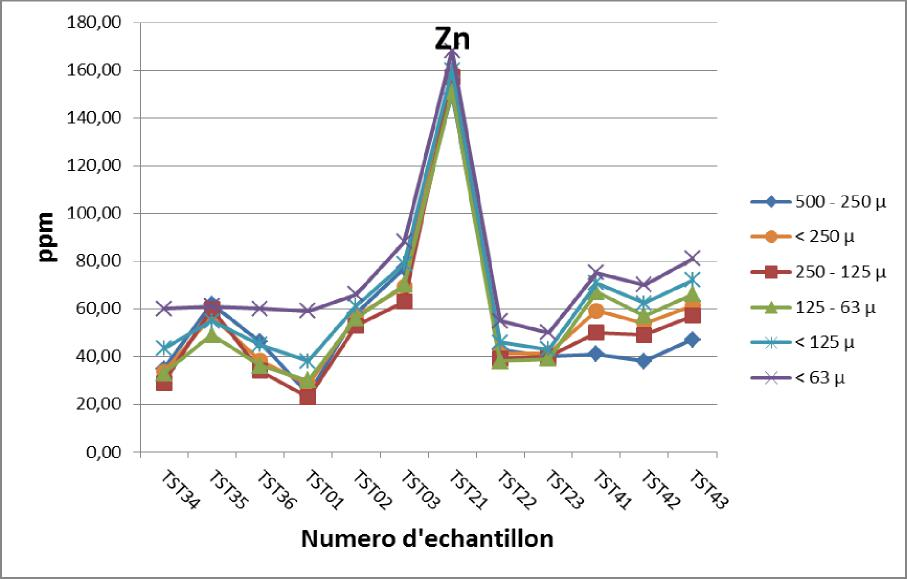 Zn
180,00
160,00
140,00
120,00
100,00
80,00
60,00
40,00
20,00
0,00
ppm
TST34
TST35
TST36
TST01
TST02
TST03
TST21
TST22
TST23
TST41
TST42
TST43
Numero d'echantillon
500 - 250 µ
< 250 µ
250 - 125 µ
125 - 63 µ
< 125 µ
< 63 µ